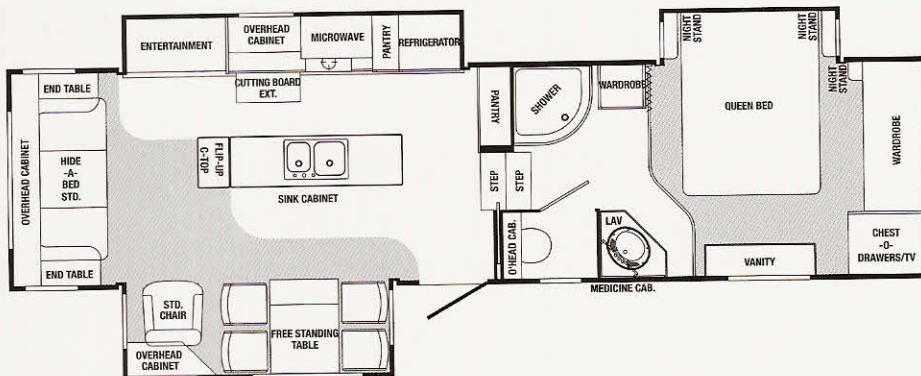 ENTERTAINMENT
OVERHEAD
CABINET
MICROWAVE
PANTRY
REFRIGERATOR
CUTTING BOARD
EXT.
END TABLE
OVERHEAD CABINET
HIDE
-A-
BED
STD.
END TABLE
FLIP-UP
C-TOP
SINK CABINET
STD.
CHAIR
OVERHEAD
CABINET
FREE STANDING
TABLE
PANTRY
SHOWER
WARDROBE
STEP
STEP
O'HEAD CAB.
LAV
MEDICINE CAB.
NIGHT
STAND
NIGHT
STAND
NIGHT
STAND
QUEEN BED
WARDROBE
VANITY
CHEST
-O-
DRAWERS/TV